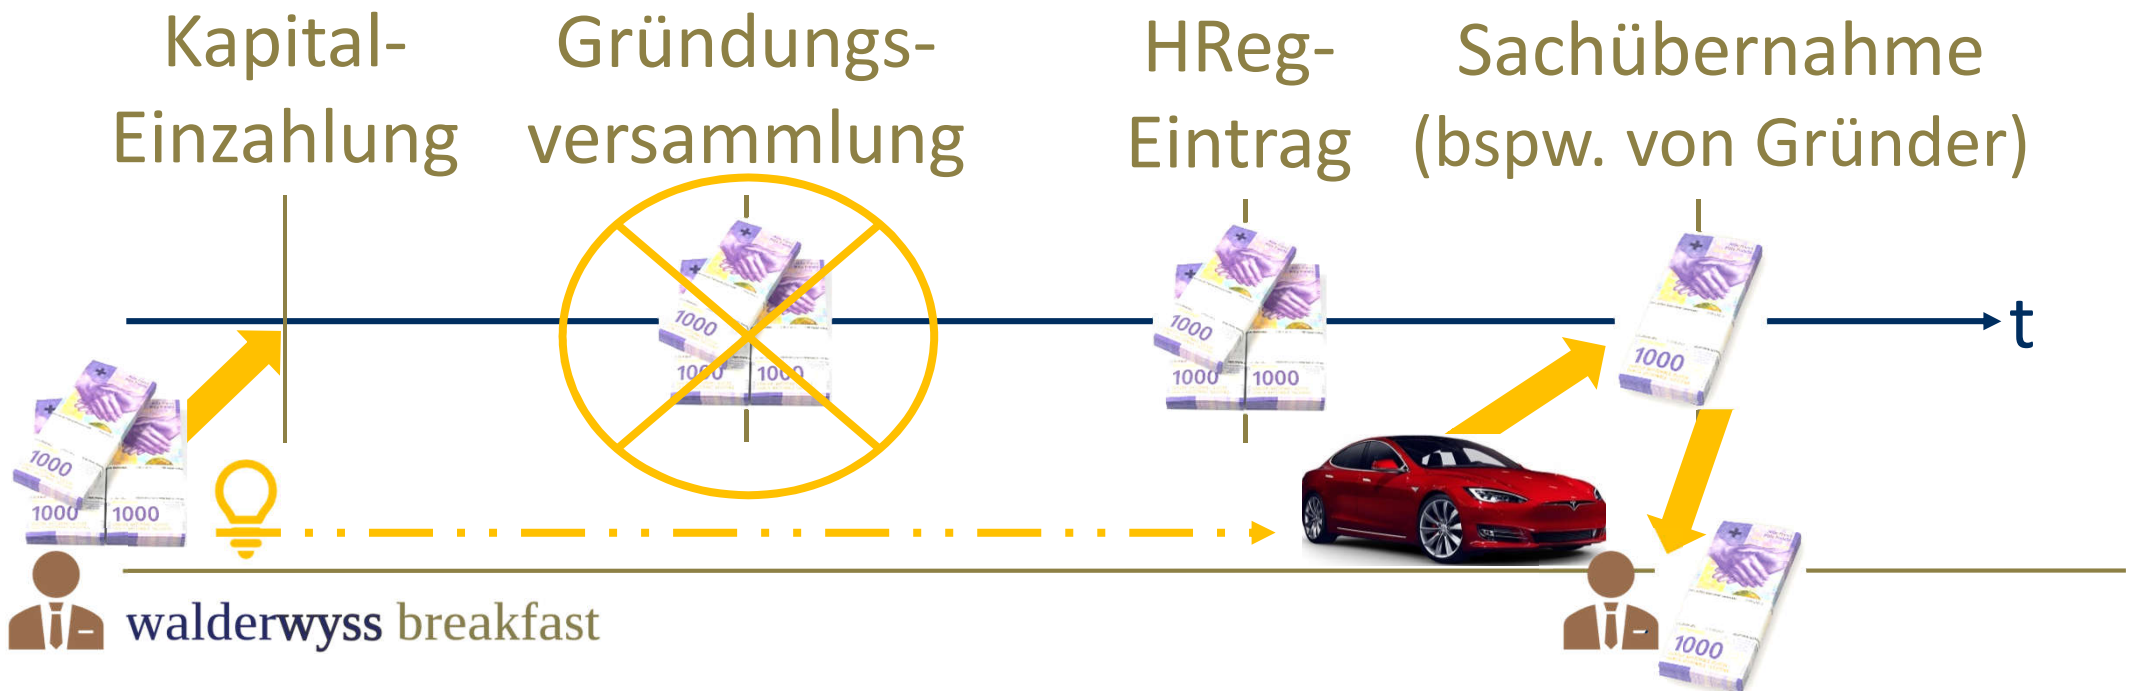 Kapital-
Einzahlung
Gründungs-
versammlung
HReg-
Eintrag
Sachübernahme
(bspw. von Gründer)
t
1000
1000
1000
1000
1000
1000
1000
1000
1000
1000
1000
walderwyss breakfast